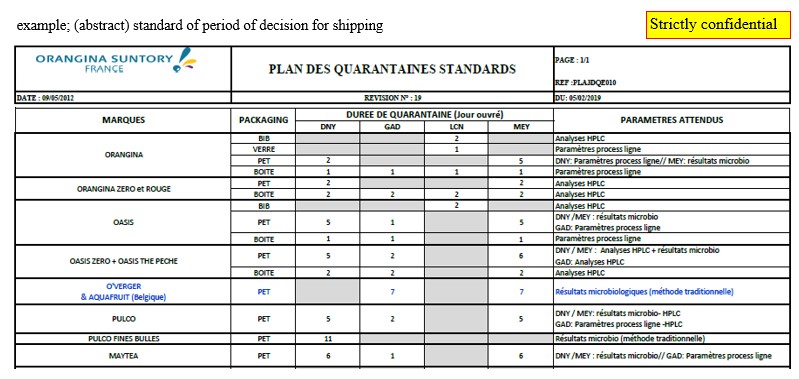 example; (abstract) standard of period of decision for shipping
Strictly confidential
ORANGINA SUNTORY
FRANCE
PLAN DES QUARANTAINES STANDARDS
PAGE : 1/1
REF :PLA3DQE010
DATE : 09/05/2012 REVISION N° : 19 DU: 05/02/2019
MARQUES PACKAGING DUREE DE QUARANTAINE (Jour ouvré) PARAMETRES ATTENDUS
DNY GAD LCN MEY
ORANGINA
BIB 2 Analyses HPLC
VERRE 1 Paramètres process ligne
PET 2 5 DNY: Paramètres process ligne// MEY: résultats microbio
BOITE 1 1 1 1 Paramètres process ligne
ORANGINA ZERO et ROUGE
PET 2 2 Analyses HPLC
BOITE 2 2 2 2 Analyses HPLC
OASIS
BIB 2 Analyses HPLC
PET 5 1 5 DNY /MEY : résultats microbio
GAD: Paramètres process ligne
BOITE 1 1 1 Paramètres process ligne
OASIS ZERO + OASIS THE PECHE
PET 5 2 6 DNY /MEY : Analyses HPLC + résultats microbio
GAD: Analyses HPLC
BOITE 2 2 2 Analyses HPLC
O'VERGER
& AQUAFRUIT (Belgique)
PET 7 7 Résultats microbiologiques (méthode traditionnelle)
PULCO PET 5 2 5 DNY / MEY: résultats microbio- HPLC
GAD: Paramètres process ligne -HPLC
PULCO FINES BULLES PET 11 Résultats microbio (méthode traditionnelle)
MAYTEA PET 6 1 6 DNY /MEY : résultats microbio// GAD: Paramètres process ligne